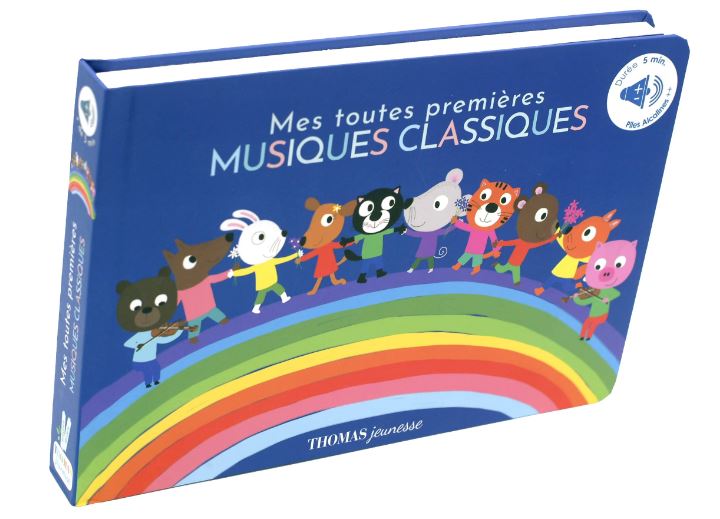 Mes toutes premières
MUSIQUES CLASSIQUES
Durée 5 min.
Piles Alcalines ++
THOMAS jeunesse
Mes toutes premières
MUSIQUES CLASSIQUES